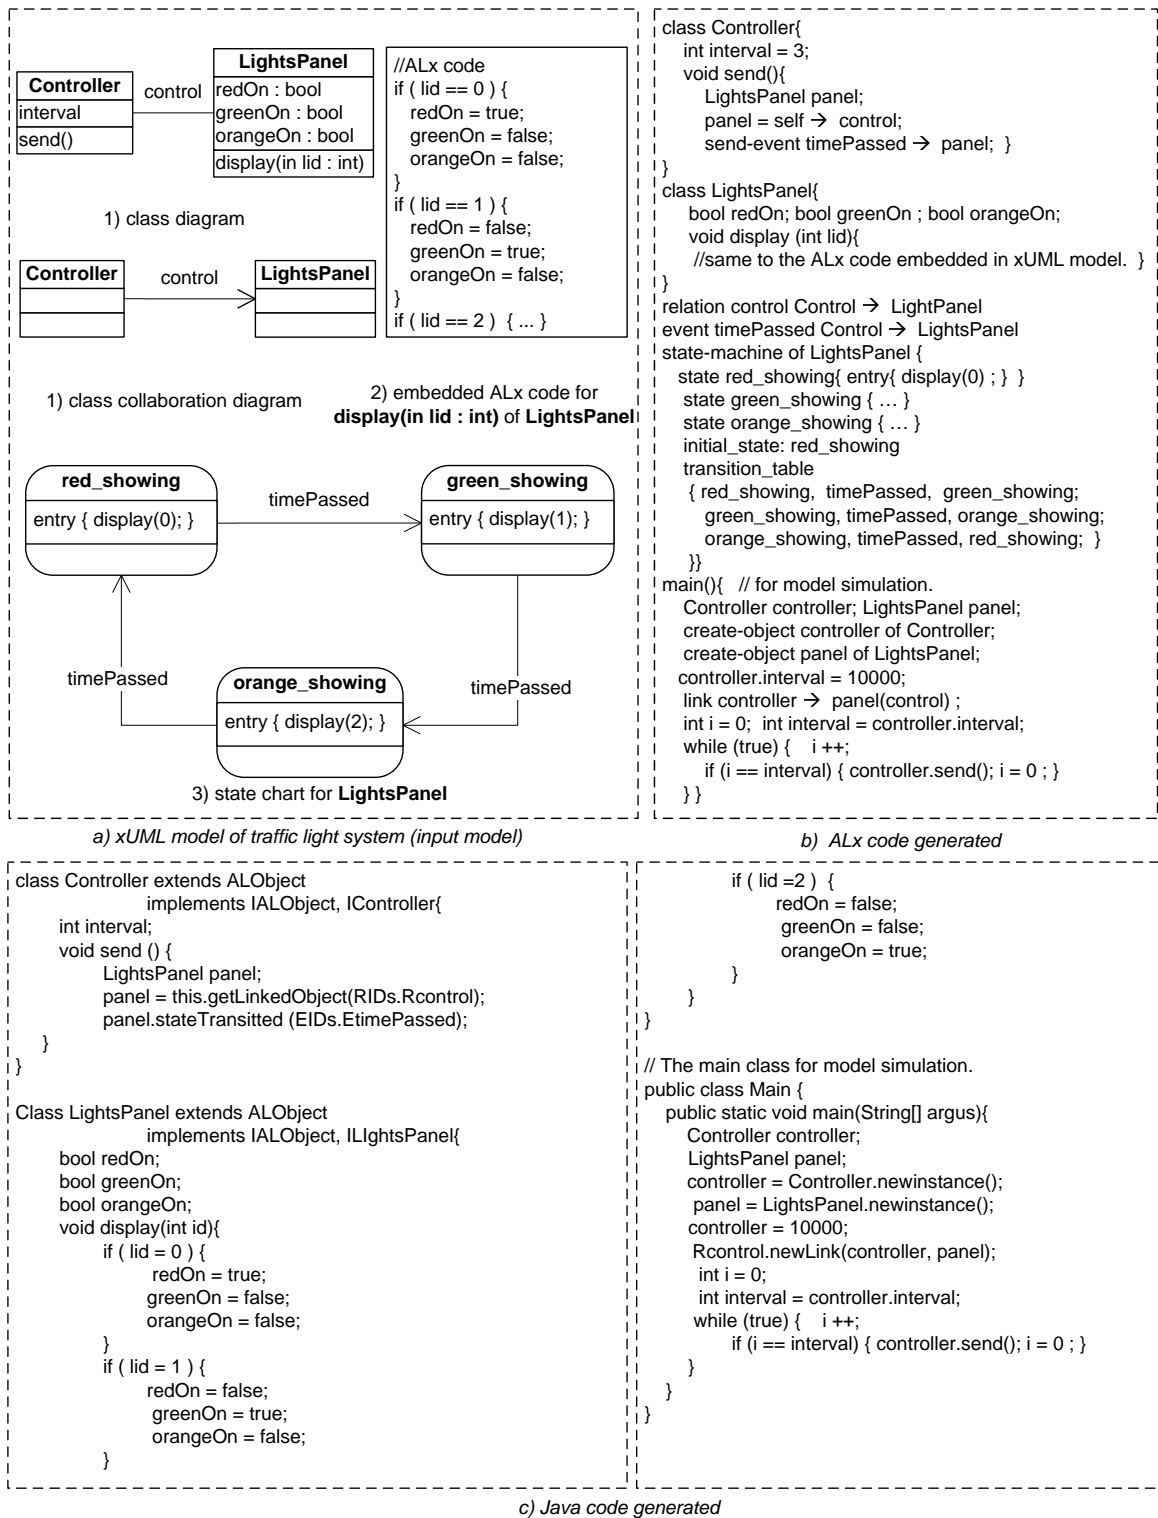 Controller
interval
send()
control
LightsPanel
redOn : bool
greenOn : bool
orangeOn : bool
display(in lid : int)
1) class diagram
Controller
control
LightsPanel
1) class collaboration diagram
//ALx code
if ( lid == 0 ) {
redOn = true;
greenOn = false;
orangeOn = false;
}
if ( lid == 1 ) {
redOn = false;
greenOn = true;
orangeOn = false;
}
if ( lid == 2 ) { ... }
2) embedded ALx code for
display(in lid : int) of LightsPanel
red_showing
entry { display(0); }
timePassed
green_showing
entry { display(1); }
timePassed
orange_showing
entry { display(2); }
timePassed
3) state chart for LightsPanel
a) xUML model of traffic light system (input model)
class Controller{
int interval = 3;
void send(){
LightsPanel panel;
panel = self → control;
send-event timePassed → panel; }
}
class LightsPanel{
bool redOn; bool greenOn ; bool orangeOn;
void display (int lid){
//same to the ALx code embedded in xUML model. }
}
relation control Control → LightPanel
event timePassed Control → LightsPanel
state-machine of LightsPanel {
state red_showing{ entry{ display(0) ; } }
state green_showing { … }
state orange_showing { … }
initial_state: red_showing
transition_table
{ red_showing, timePassed, green_showing;
green_showing, timePassed, orange_showing;
orange_showing, timePassed, red_showing; }
}}
main(){ // for model simulation.
Controller controller; LightsPanel panel;
create-object controller of Controller;
create-object panel of LightsPanel;
controller.interval = 10000;
link controller → panel(control) ;
int i = 0; int interval = controller.interval;
while (true) { i ++;
if (i == interval) { controller.send(); i = 0 ; }
} }
b) ALx code generated
class Controller extends ALObject
implements IALObject, IController{
int interval;
void send () {
LightsPanel panel;
panel = this.getLinkedObject(RIDs.Rcontrol);
panel.stateTransitted (EIDs.EtimePassed);
}
}
Class LightsPanel extends ALObject
implements IALObject, ILIghtsPanel{
bool redOn;
bool greenOn;
bool orangeOn;
void display(int id){
if ( lid = 0 ) {
redOn = true;
greenOn = false;
orangeOn = false;
}
if ( lid = 1 ) {
redOn = false;
greenOn = true;
orangeOn = false;
}
if ( lid =2 ) {
redOn = false;
greenOn = false;
orangeOn = true;
}
}
}
// The main class for model simulation.
public class Main {
public static void main(String[] argus){
Controller controller;
LightsPanel panel;
controller = Controller.newinstance();
panel = LightsPanel.newinstance();
controller = 10000;
Rcontrol.newLink(controller, panel);
int i = 0;
int interval = controller.interval;
while (true) { i ++;
if (i == interval) { controller.send(); i = 0 ; }
}
}
}
c) Java code generated